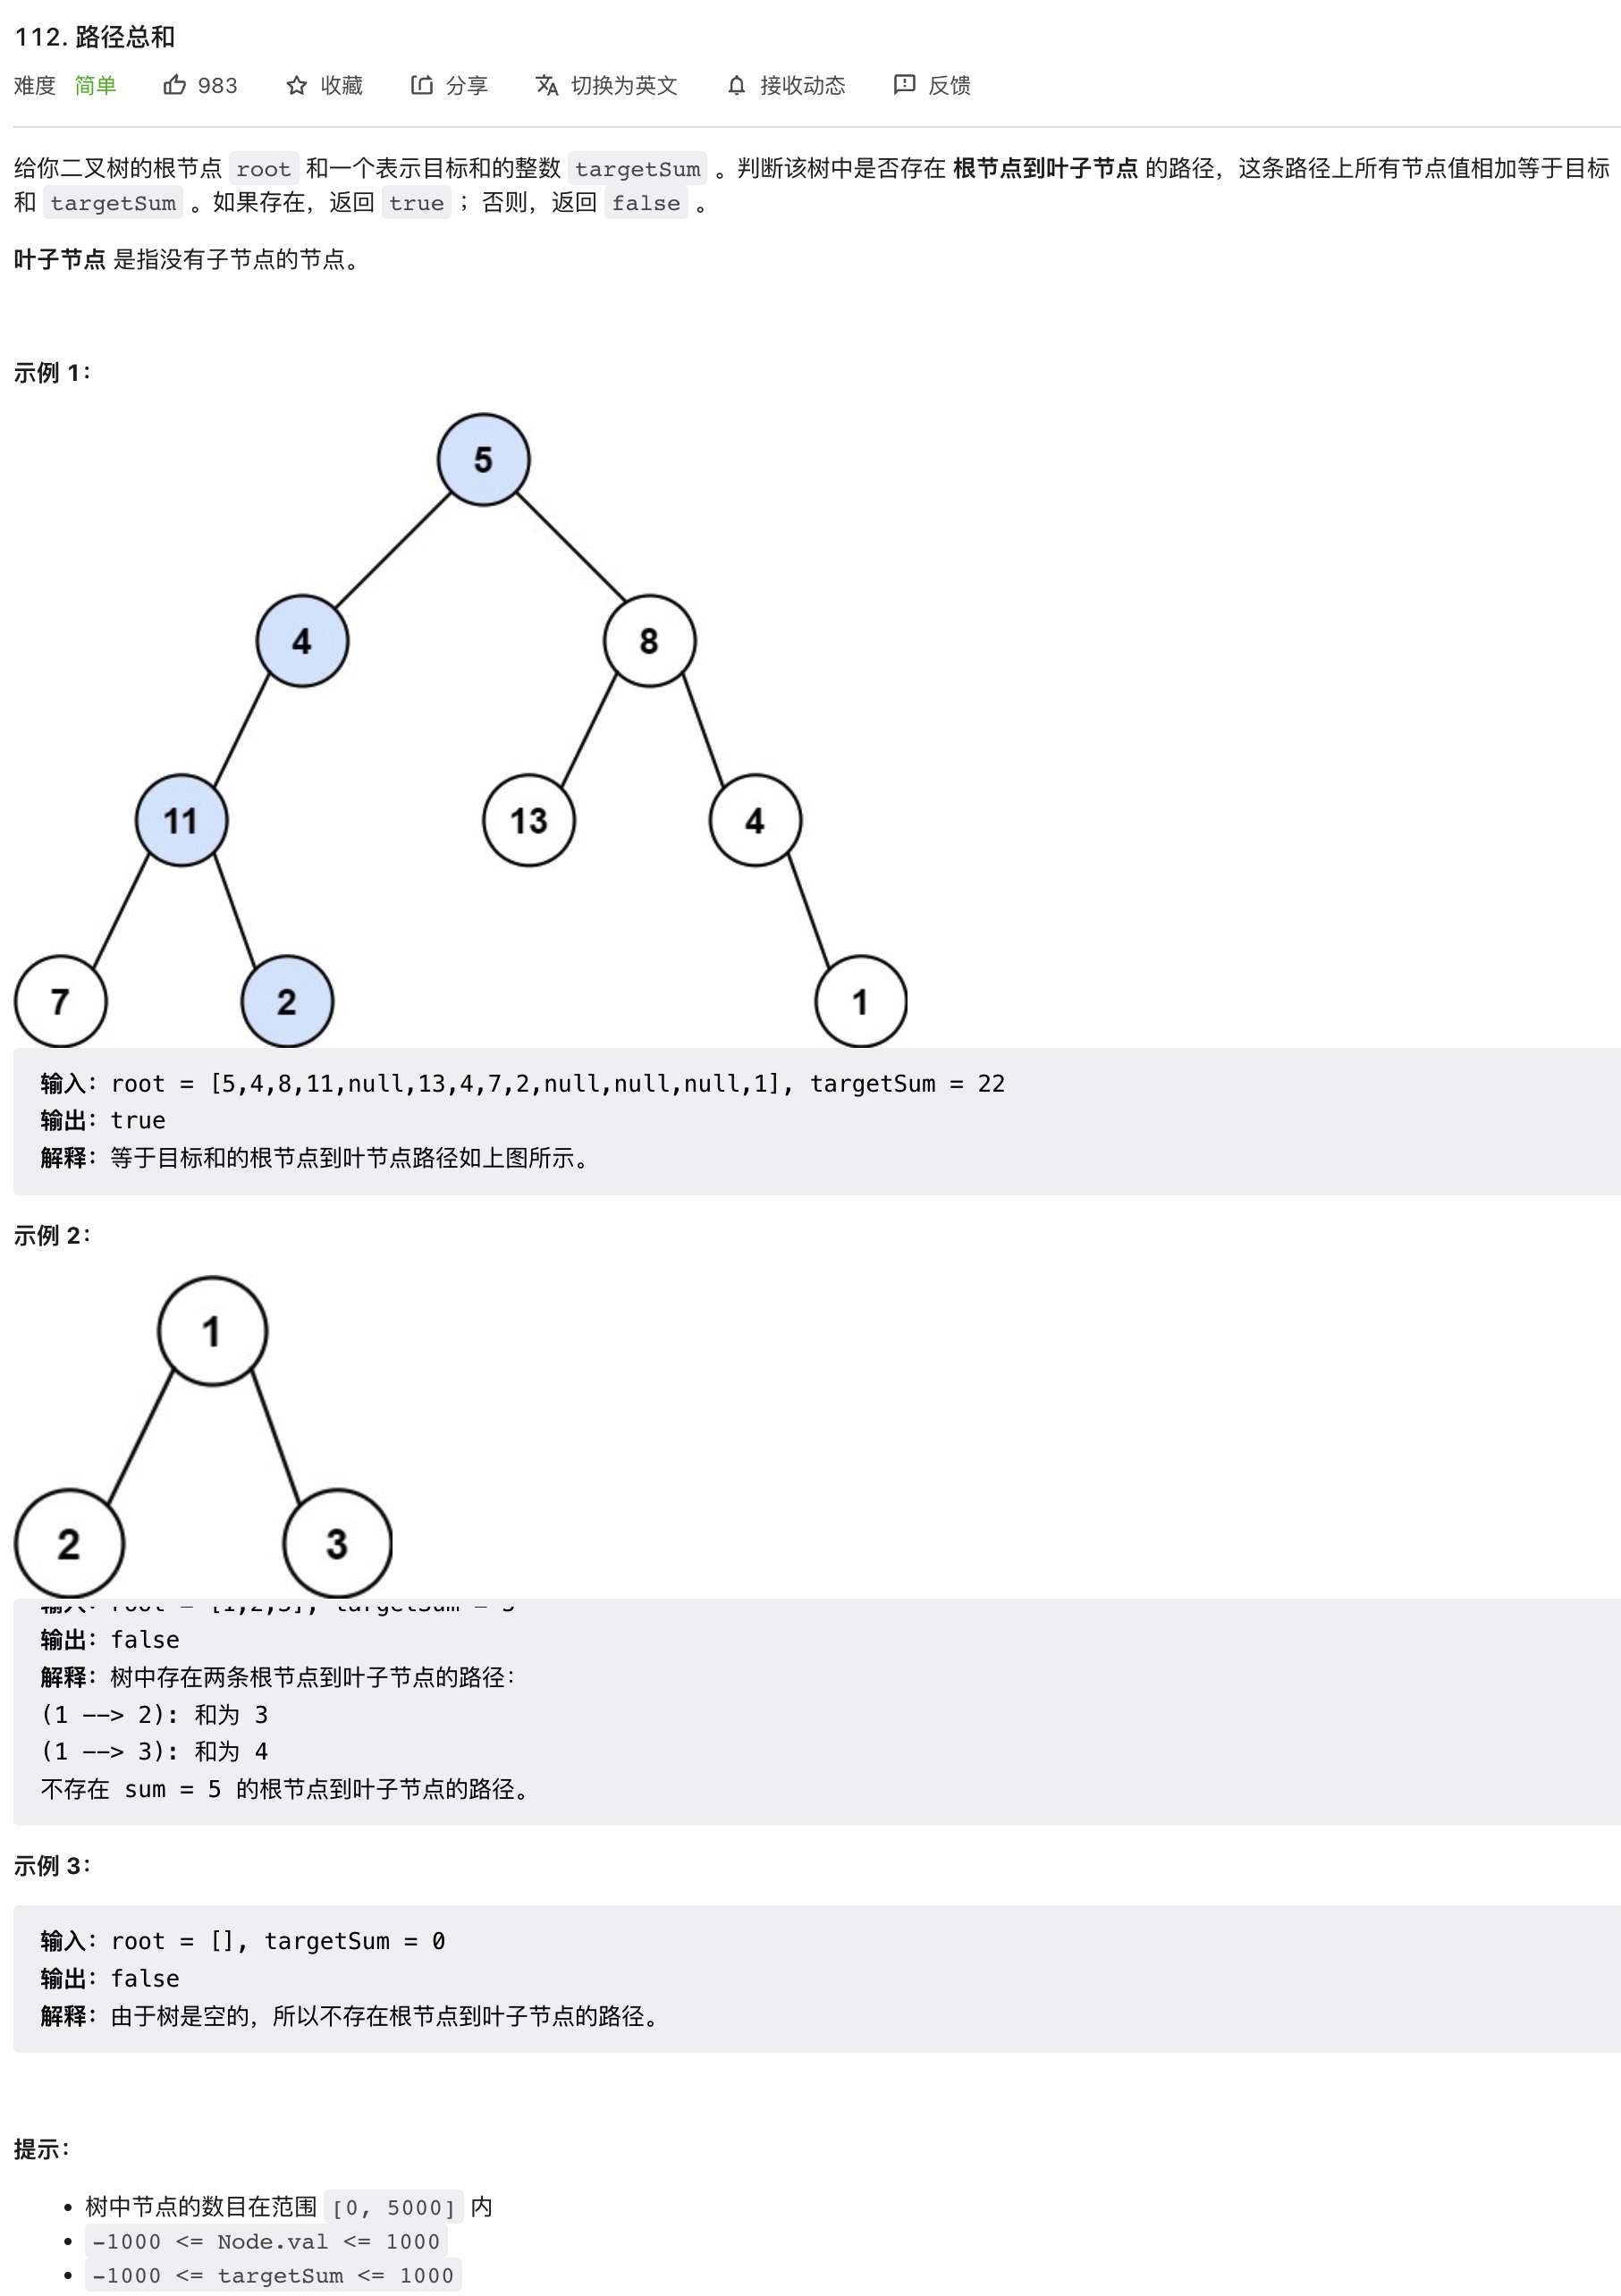 112. 路径总和
难度 简单 983 收藏 分享 切换为英文 接收动态 反馈
给你二叉树的根节点 root 和一个表示目标和的整数 targetSum 。判断该树中是否存在 根节点到叶子节点 的路径，这条路径上所有节点值相加等于目标
和 targetSum 。如果存在，返回 true ；否则，返回 false 。
叶子节点 是指没有子节点的节点。
示例 1：
5
4 8
11 13 4
7 2 1
输入：root = [5,4,8,11,null,13,4,7,2,null,null,null,1], targetSum = 22
输出：true
解释：等于目标和的根节点到叶节点路径如上图所示。
示例 2：
1
2 3
输入：root = [1,2,3], targetSum = 5
输出：false
解释：树中存在两条根节点到叶子节点的路径：
(1 --> 2): 和为 3
(1 --> 3): 和为 4
不存在 sum = 5 的根节点到叶子节点的路径。
示例 3：
输入：root = [], targetSum = 0
输出：false
解释：由于树是空的，所以不存在根节点到叶子节点的路径。
提示：
• 树中节点的数目在范围 [0, 5000] 内
• -1000 <= Node.val <= 1000
• -1000 <= targetSum <= 1000